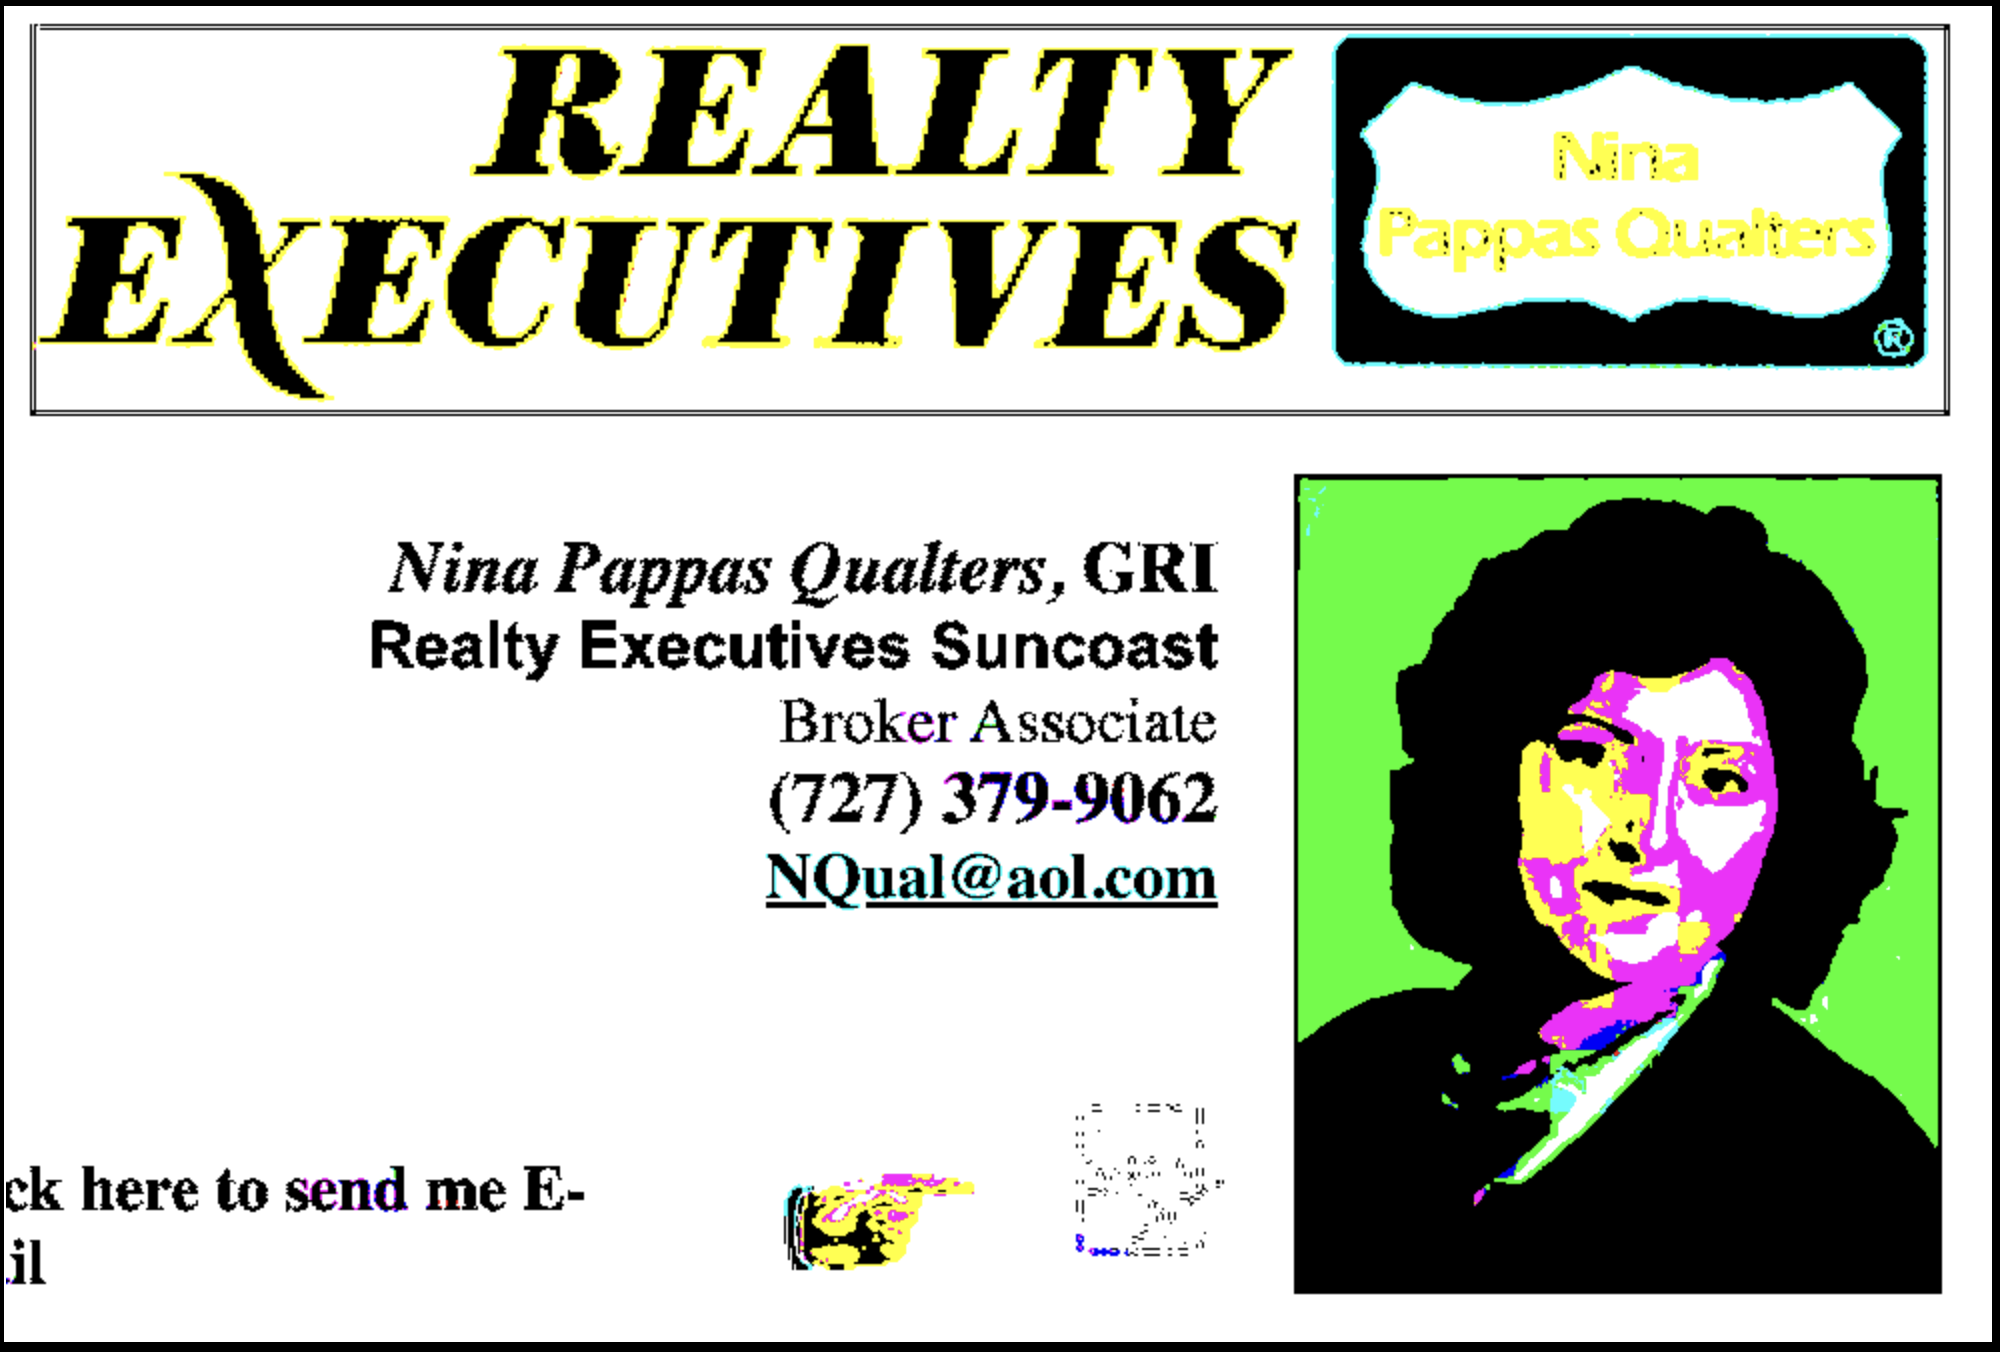 REALTY
EXECUTIVES
Nina
Pappas Qualters
®
Nina Pappas Qualters, GRI
Realty Executives Suncoast
Broker Associate
(727) 379-9062
NQual@aol.com
ck here to send me E-
il